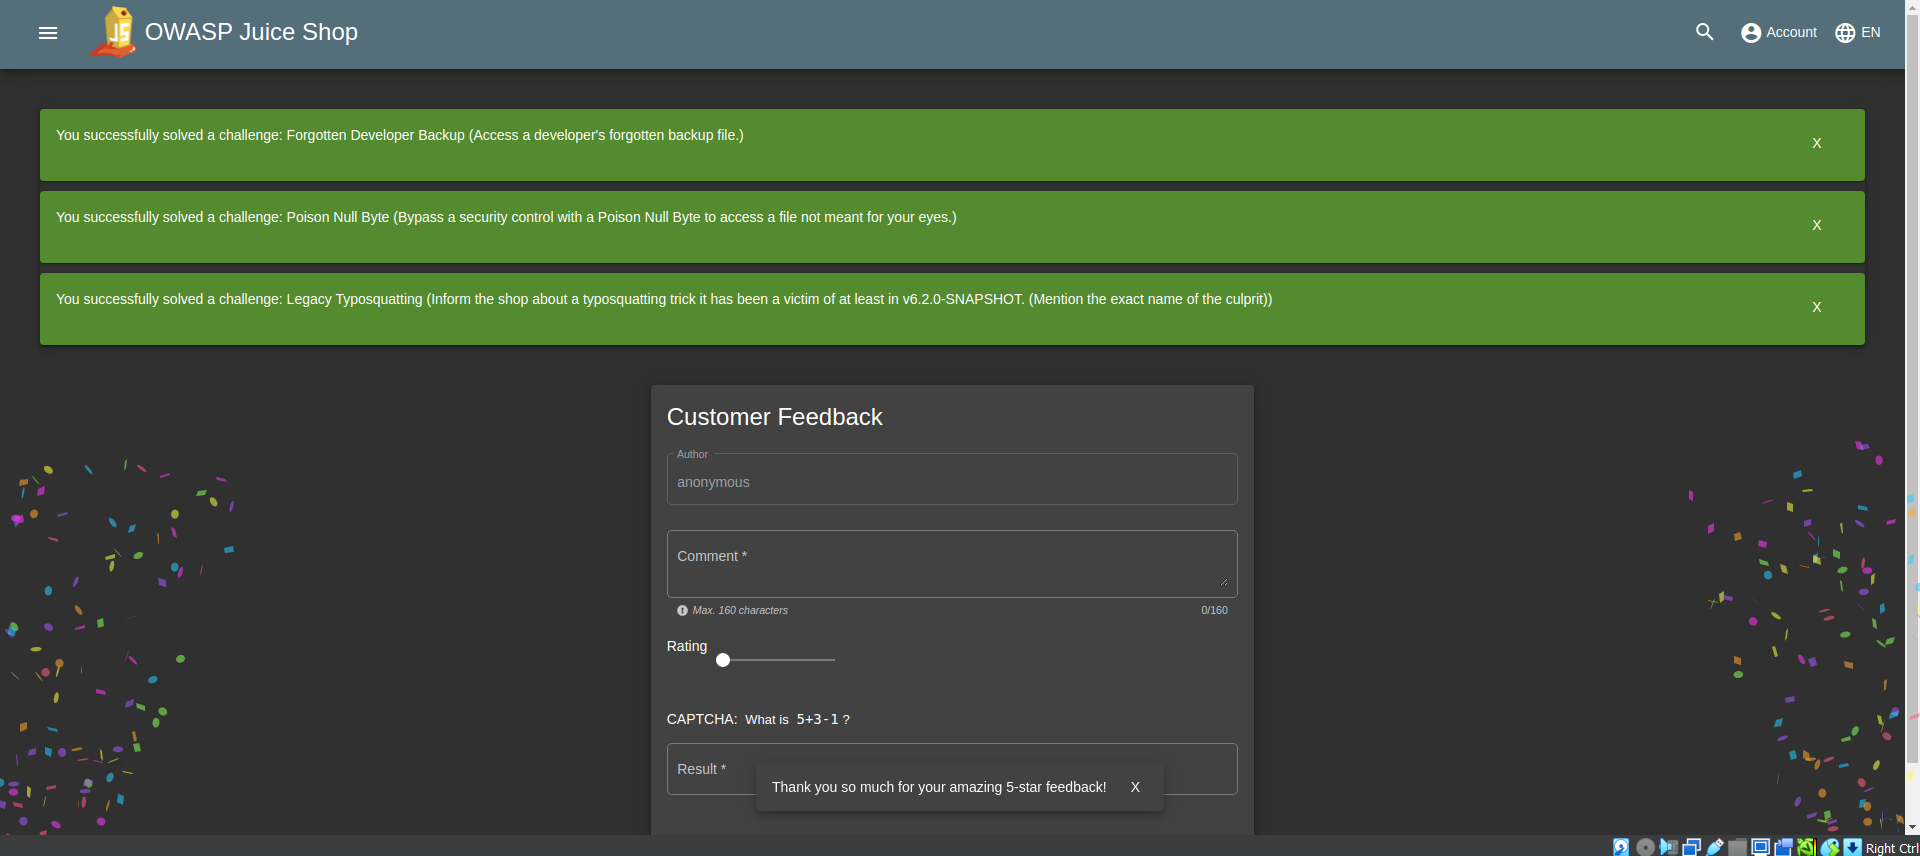 OWASP Juice Shop
Account
EN
You successfully solved a challenge: Forgotten Developer Backup (Access a developer's forgotten backup file.)
X
You successfully solved a challenge: Poison Null Byte (Bypass a security control with a Poison Null Byte to access a file not meant for your eyes.)
X
You successfully solved a challenge: Legacy Typosquatting (Inform the shop about a typosquatting trick it has been a victim of at least in v6.2.0-SNAPSHOT. (Mention the exact name of the culprit))
X
Customer Feedback
Author
anonymous
Comment *
Max. 160 characters
0/160
Rating
CAPTCHA: What is 5+3-1 ?
Result *
Thank you so much for your amazing 5-star feedback!
X
Right Ctrl